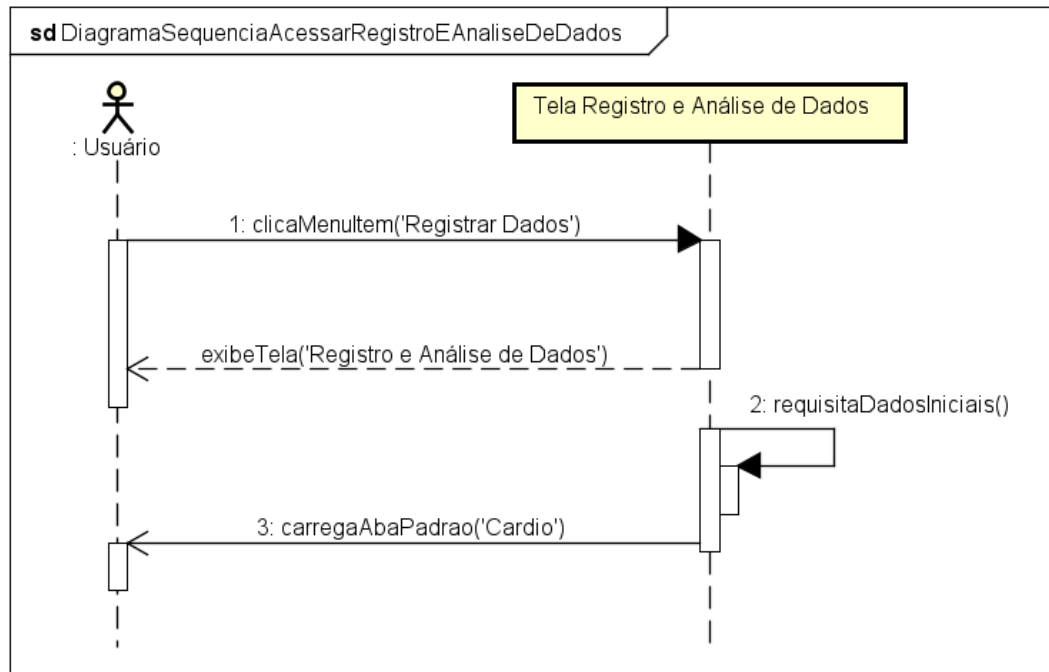 sd DiagramaSequenciaAcessarRegistroEAnaliseDeDados
: Usuário
Tela Registro e Análise de Dados
1: clicaMenuItem('Registrar Dados')
exibeTela('Registro e Análise de Dados')
2: requisitaDadosIniciais()
3: carregaAbaPadrao('Cardio')